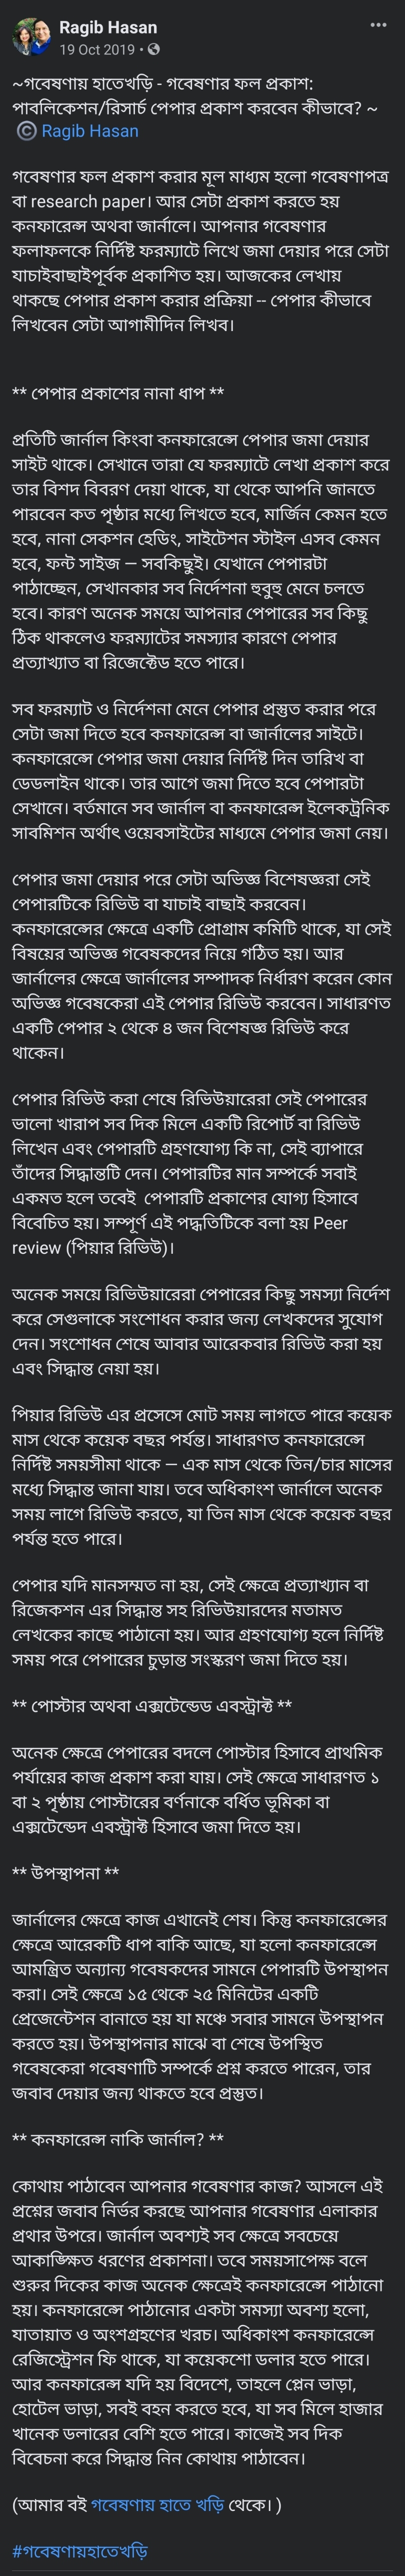 Ragib Hasan
19 Oct 2019 •
~গবেষণায় হাতেখড়ি - গবেষণার ফল প্রকাশ:
পাবলিকেশন/রিসার্চ পেপার প্রকাশ করবেন কীভাবে? ~
© Ragib Hasan
গবেষণার ফল প্রকাশ করার মূল মাধ্যম হলো গবেষণাপত্র
বা research paper। আর সেটা প্রকাশ করতে হয়
কনফারেন্স অথবা জার্নালে। আপনার গবেষণার
ফলাফলকে নির্দিষ্ট ফরম্যাটে লিখে জমা দেয়ার পরে সেটা
যাচাইবাছাইপূর্বক প্রকাশিত হয়। আজকের লেখায়
থাকছে পেপার প্রকাশ করার প্রক্রিয়া -- পেপার কীভাবে
লিখবেন সেটা আগামীদিন লিখব।
** পেপার প্রকাশের নানা ধাপ **
প্রতিটি জার্নাল কিংবা কনফারেন্সে পেপার জমা দেয়ার
সাইট থাকে। সেখানে তারা যে ফরম্যাটে লেখা প্রকাশ করে
তার বিশদ বিবরণ দেয়া থাকে, যা থেকে আপনি জানতে
পারবেন কত পৃষ্ঠার মধ্যে লিখতে হবে, মার্জিন কেমন হতে
হবে, নানা সেকশন হেডিং, সাইটেশন স্টাইল এসব কেমন
হবে, ফন্ট সাইজ — সবকিছুই। যেখানে পেপারটা
পাঠাচ্ছেন, সেখানকার সব নির্দেশনা হুবুহু মেনে চলতে
হবে। কারণ অনেক সময়ে আপনার পেপারের সব কিছু
ঠিক থাকলেও ফরম্যাটের সমস্যার কারণে পেপার
প্রত্যাখ্যাত বা রিজেক্টেড হতে পারে।
সব ফরম্যাট ও নির্দেশনা মেনে পেপার প্রস্তুত করার পরে
সেটা জমা দিতে হবে কনফারেন্স বা জার্নালের সাইটে।
কনফারেন্সে পেপার জমা দেয়ার নির্দিষ্ট দিন তারিখ বা
ডেডলাইন থাকে। তার আগে জমা দিতে হবে পেপারটা
সেখানে। বর্তমানে সব জার্নাল বা কনফারেন্স ইলেকট্রনিক
সাবমিশন অর্থাৎ ওয়েবসাইটের মাধ্যমে পেপার জমা নেয়।
পেপার জমা দেয়ার পরে সেটা অভিজ্ঞ বিশেষজ্ঞরা সেই
পেপারটিকে রিভিউ বা যাচাই বাছাই করবেন।
কনফারেন্সের ক্ষেত্রে একটি প্রোগ্রাম কমিটি থাকে, যা সেই
বিষয়ের অভিজ্ঞ গবেষকদের নিয়ে গঠিত হয়। আর
জার্নালের ক্ষেত্রে জার্নালের সম্পাদক নির্ধারণ করেন কোন
অভিজ্ঞ গবেষকেরা এই পেপার রিভিউ করবেন। সাধারণত
একটি পেপার ২ থেকে ৪ জন বিশেষজ্ঞ রিভিউ করে
থাকেন।
পেপার রিভিউ করা শেষে রিভিউয়ারেরা সেই পেপারের
ভালো খারাপ সব দিক মিলে একটি রিপোর্ট বা রিভিউ
লিখেন এবং পেপারটি গ্রহণযোগ্য কি না, সেই ব্যাপারে
তাঁদের সিদ্ধান্তটি দেন। পেপারটির মান সম্পর্কে সবাই
একমত হলে তবেই পেপারটি প্রকাশের যোগ্য হিসাবে
বিবেচিত হয়। সম্পূর্ণ এই পদ্ধতিটিকে বলা হয় Peer
review (পিয়ার রিভিউ)।
অনেক সময়ে রিভিউয়ারেরা পেপারের কিছু সমস্যা নির্দেশ
করে সেগুলাকে সংশোধন করার জন্য লেখকদের সুযোগ
দেন। সংশোধন শেষে আবার আরেকবার রিভিউ করা হয়
এবং সিদ্ধান্ত নেয়া হয়।
পিয়ার রিভিউ এর প্রসেসে মোট সময় লাগতে পারে কয়েক
মাস থেকে কয়েক বছর পর্যন্ত। সাধারণত কনফারেন্সে
নির্দিষ্ট সময়সীমা থাকে — এক মাস থেকে তিন/চার মাসের
মধ্যে সিদ্ধান্ত জানা যায়। তবে অধিকাংশ জার্নালে অনেক
সময় লাগে রিভিউ করতে, যা তিন মাস থেকে কয়েক বছর
পর্যন্ত হতে পারে।
পেপার যদি মানসম্মত না হয়, সেই ক্ষেত্রে প্রত্যাখ্যান বা
রিজেকশন এর সিদ্ধান্ত সহ রিভিউয়ারদের মতামত
লেখকের কাছে পাঠানো হয়। আর গ্রহণযোগ্য হলে নির্দিষ্ট
সময় পরে পেপারের চুড়ান্ত সংস্করণ জমা দিতে হয়।
** পোস্টার অথবা এক্সটেন্ডেড এবস্ট্রাক্ট **
অনেক ক্ষেত্রে পেপারের বদলে পোস্টার হিসাবে প্রাথমিক
পর্যায়ের কাজ প্রকাশ করা যায়। সেই ক্ষেত্রে সাধারণত ১
বা ২ পৃষ্ঠায় পোস্টারের বর্ণনাকে বর্ধিত ভূমিকা বা
এক্সটেন্দেদ এবস্ট্রাক্ট হিসাবে জমা দিতে হয়।
** উপস্থাপনা **
জার্নালের ক্ষেত্রে কাজ এখানেই শেষ। কিন্তু কনফারেন্সের
ক্ষেত্রে আরেকটি ধাপ বাকি আছে, যা হলো কনফারেন্সে
আমন্ত্রিত অন্যান্য গবেষকদের সামনে পেপারটি উপস্থাপন
করা। সেই ক্ষেত্রে ১৫ থেকে ২৫ মিনিটের একটি
প্রেজেন্টেশন বানাতে হয় যা মঞ্চে সবার সামনে উপস্থাপন
করতে হয়। উপস্থাপনার মাঝে বা শেষে উপস্থিত
গবেষকেরা গবেষণাটি সম্পর্কে প্রশ্ন করতে পারেন, তার
জবাব দেয়ার জন্য থাকতে হবে প্রস্তুত।
** কনফারেন্স নাকি জার্নাল? **
কোথায় পাঠাবেন আপনার গবেষণার কাজ? আসলে এই
প্রশ্নের জবাব নির্ভর করছে আপনার গবেষণার এলাকার
প্রথার উপরে। জার্নাল অবশ্যই সব ক্ষেত্রে সবচেয়ে
আকাঙ্ক্ষিত ধরণের প্রকাশনা। তবে সময়সাপেক্ষ বলে
শুরুর দিকের কাজ অনেক ক্ষেত্রেই কনফারেন্সে পাঠানো
হয়। কনফারেন্সে পাঠানোর একটা সমস্যা অবশ্য হলো,
যাতায়াত ও অংশগ্রহণের খরচ। অধিকাংশ কনফারেন্সে
রেজিস্ট্রেশন ফি থাকে, যা কয়েকশো ডলার হতে পারে।
আর কনফারেন্স যদি হয় বিদেশে, তাহলে প্লেন ভাড়া,
হোটেল ভাড়া, সবই বহন করতে হবে, যা সব মিলে হাজার
খানেক ডলারের বেশি হতে পারে। কাজেই সব দিক
বিবেচনা করে সিদ্ধান্ত নিন কোথায় পাঠাবেন।
(আমার বই গবেষণায় হাতে খড়ি থেকে। )
#গবেষণায়হাতেখড়ি